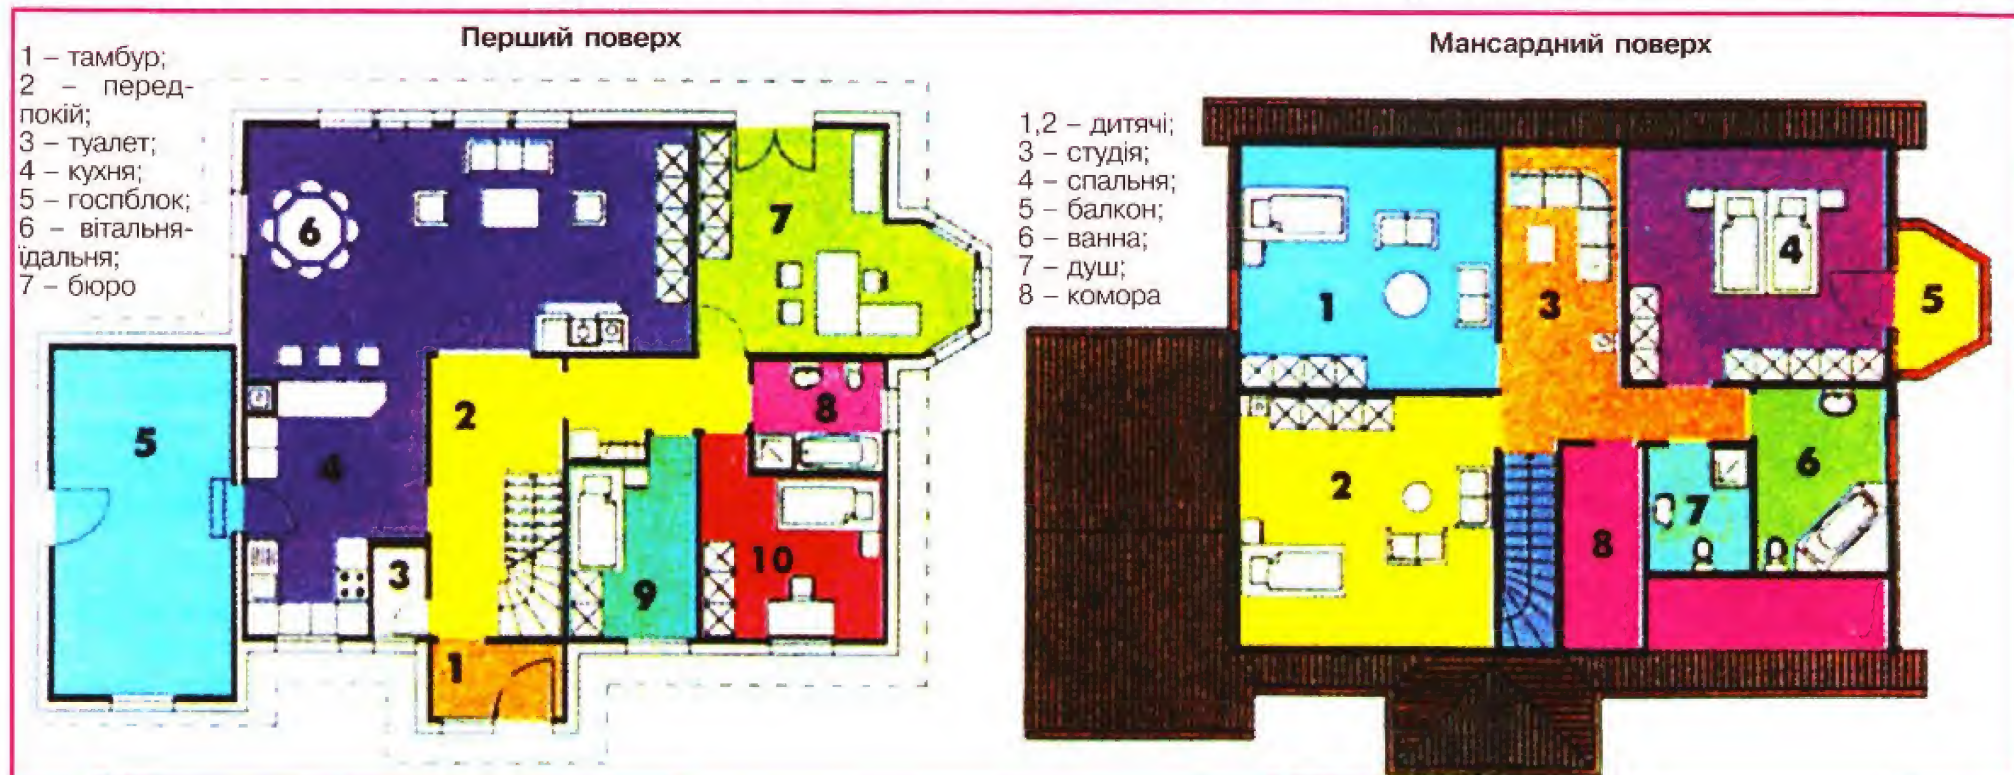 Перший поверх
1 – тамбур;
2 – перед-
покій;
3 – туалет;
4 – кухня;
5 – госпблок;
6 – вітальня-
їдальня;
7 – бюро
6
7
5
4
2
8
3
9
10
1
Мансардний поверх
1,2 – дитячі;
3 – студія;
4 – спальня;
5 – балкон;
6 – ванна;
7 – душ;
8 – комора
1
3
4
5
2
8
7
6